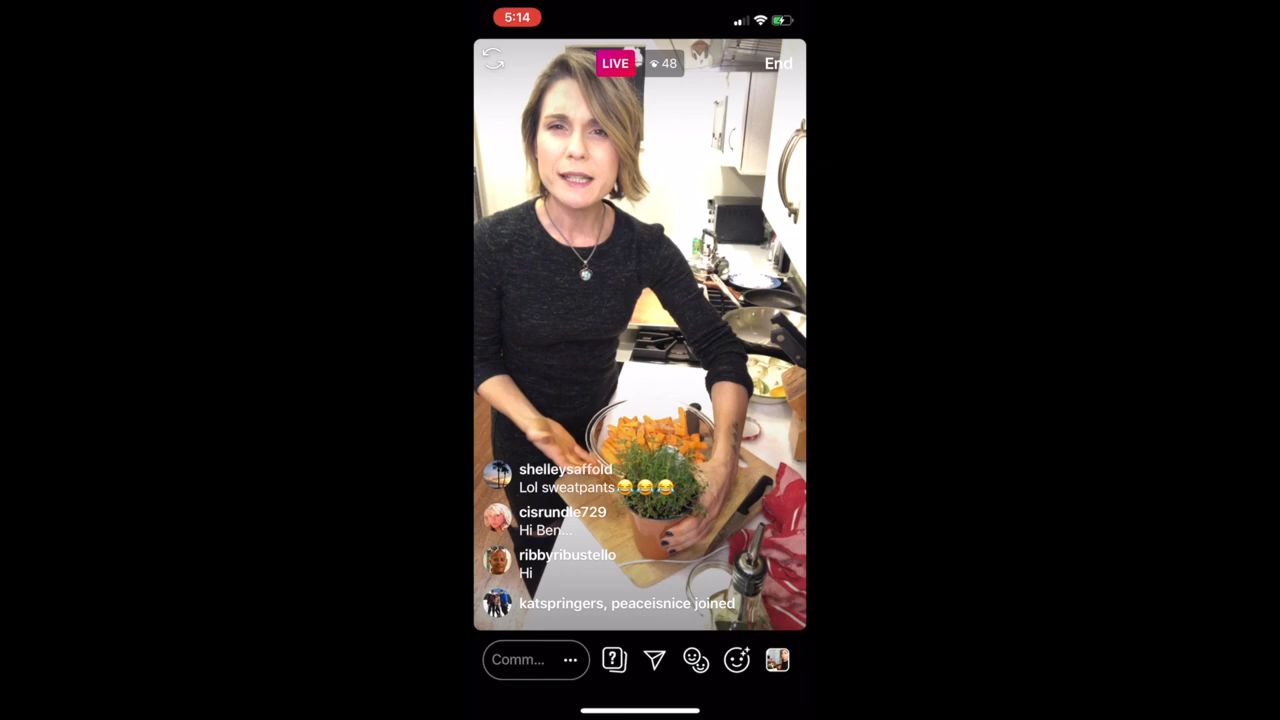 5:14
LIVE
48
End
shelleysaffold
Lol sweatpants😂😂😂
cisrundle729
Hi Ben...
ribbyribustello
Hi
katspringers, peaceisnice joined
Comm...